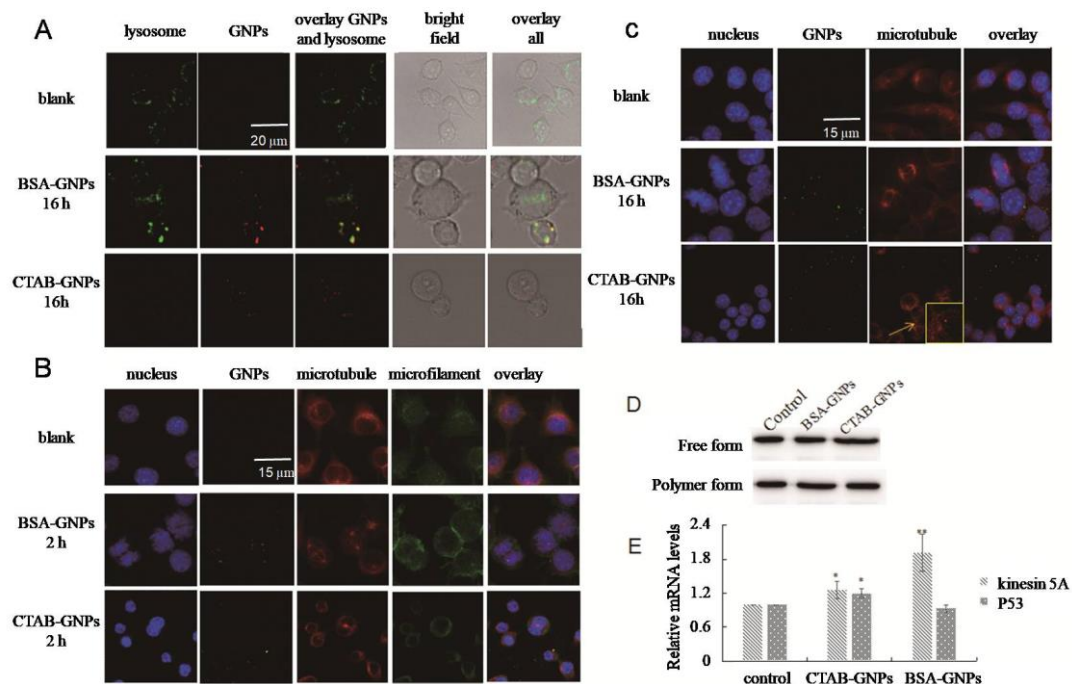 A
lysosome GNPs overlay GNPs and lysosome bright field overlay all
blank
20 μm
BSA-GNPs
16 h
CTAB-GNPs
16h
B
nucleus GNPs microtubule microfilament overlay
blank
15 μm
BSA-GNPs
2 h
CTAB-GNPs
2 h
C
nucleus GNPs microtubule overlay
blank
15 μm
BSA-GNPs
16 h
CTAB-GNPs
16h
D
Control BSA-GNPs CTAB-GNPs
Free form
Polymer form
E
Relative mRNA levels
2.4
1.8
1.2
0.6
0
* * **
control CTAB-GNPs BSA-GNPs
kinesin 5A
P53